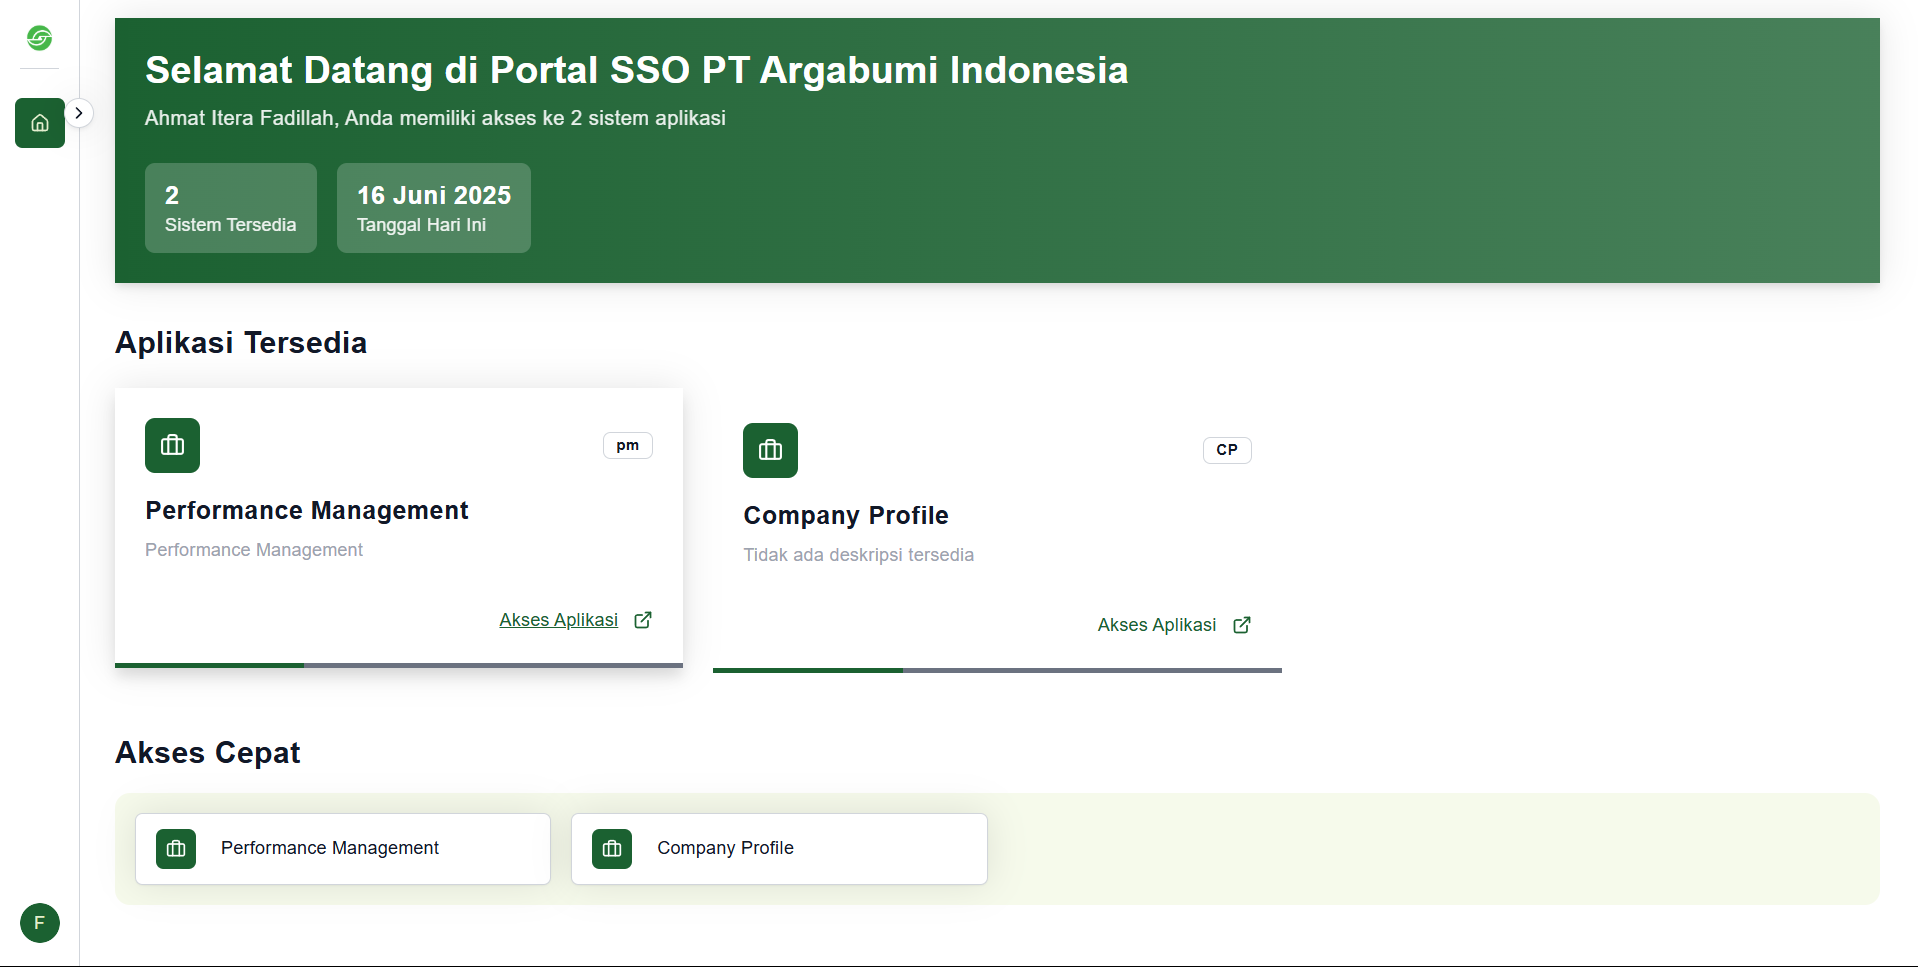 Selamat Datang di Portal SSO PT Argabumi Indonesia
Ahmat Itera Fadillah, Anda memiliki akses ke 2 sistem aplikasi
2
Sistem Tersedia
16 Juni 2025
Tanggal Hari Ini
Aplikasi Tersedia
pm
Performance Management
Performance Management
Akses Aplikasi
CP
Company Profile
Tidak ada deskripsi tersedia
Akses Aplikasi
Akses Cepat
Performance Management
Company Profile
F